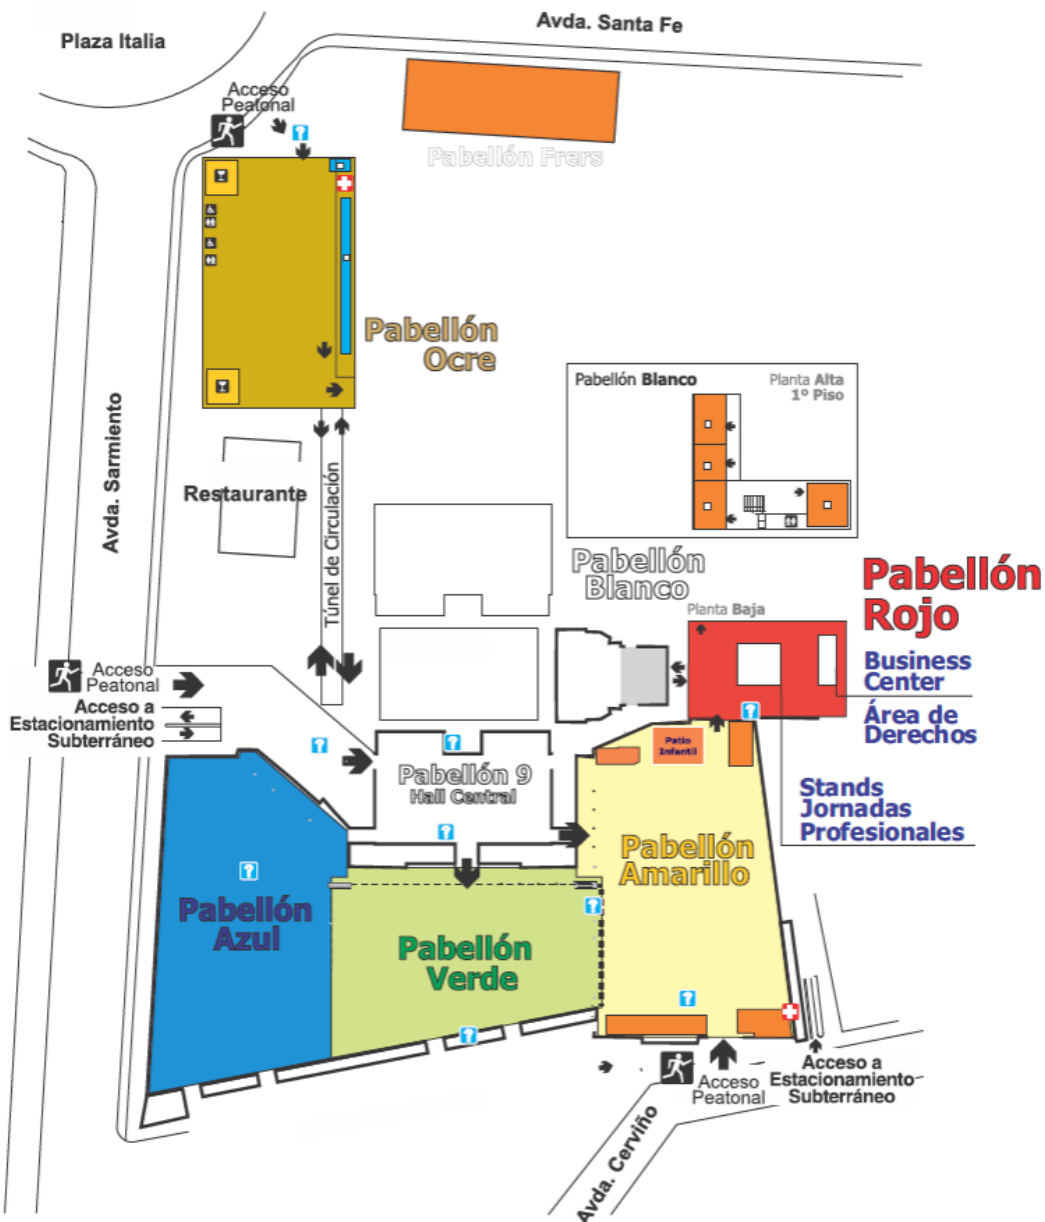 Avda. Santa Fe
Plaza Italia
Acceso
Peatonal
Pabellón Frers
Pabellón
Ocre
Pabellón Blanco
Planta Alta
1º Piso
Avda. Sarmiento
Restaurante
Túnel de Circulación
Pabellón
Blanco
Pabellón
Rojo
Planta Baja
Business
Center
Área de
Derechos
Acceso
Peatonal
Acceso a
Estacionamiento
Subterráneo
Patio
Infantil
Pabellón 9
Hall Central
Stands
Jornadas
Profesionales
Pabellón
Amarillo
Pabellón
Azul
Pabellón
Verde
Acceso
Peatonal
Acceso a
Estacionamiento
Subterráneo
Avda. Cerviño